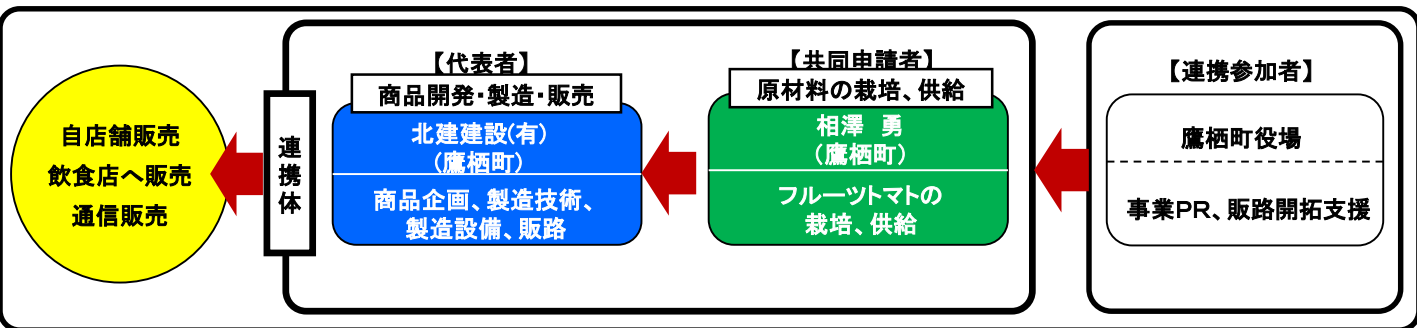 自店舗販売
飲食店へ販売
通信販売
連携体
【代表者】
商品開発・製造・販売
北建建設(有)
(鷹栖町)
商品企画、製造技術、
製造設備、販路
【共同申請者】
原材料の栽培、供給
相澤　勇
(鷹栖町)
フルーツトマトの
栽培、供給
【連携参加者】
鷹栖町役場
事業PR、販路開拓支援